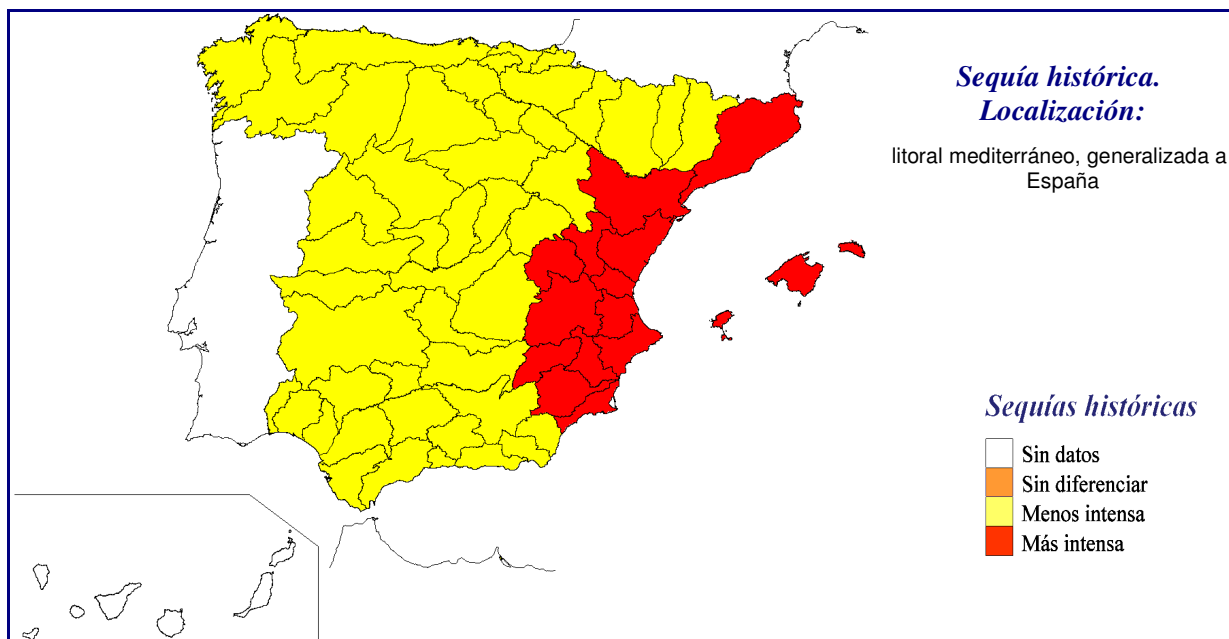 Sequía histórica.
Localización:
litoral mediterráneo, generalizada a
España
Sequías históricas
Sin datos
Sin diferenciar
Menos intensa
Más intensa